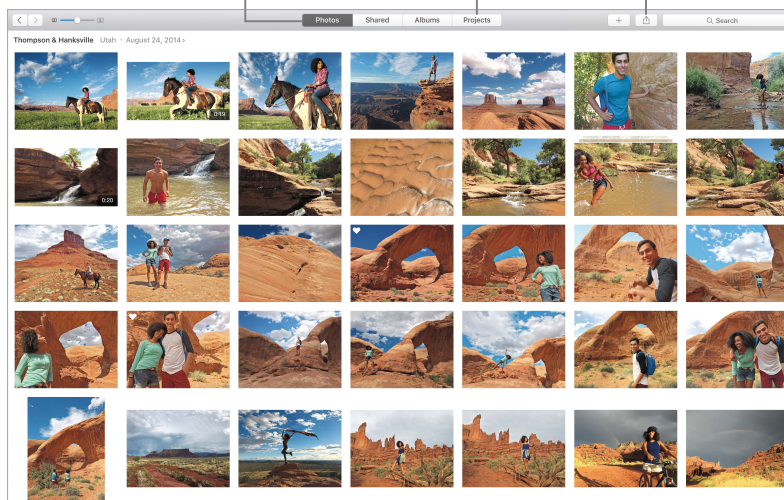 Photos Shared Albums Projects Search
Thompson & Hanksville Utah · August 24, 2014 >
0:19
0:20